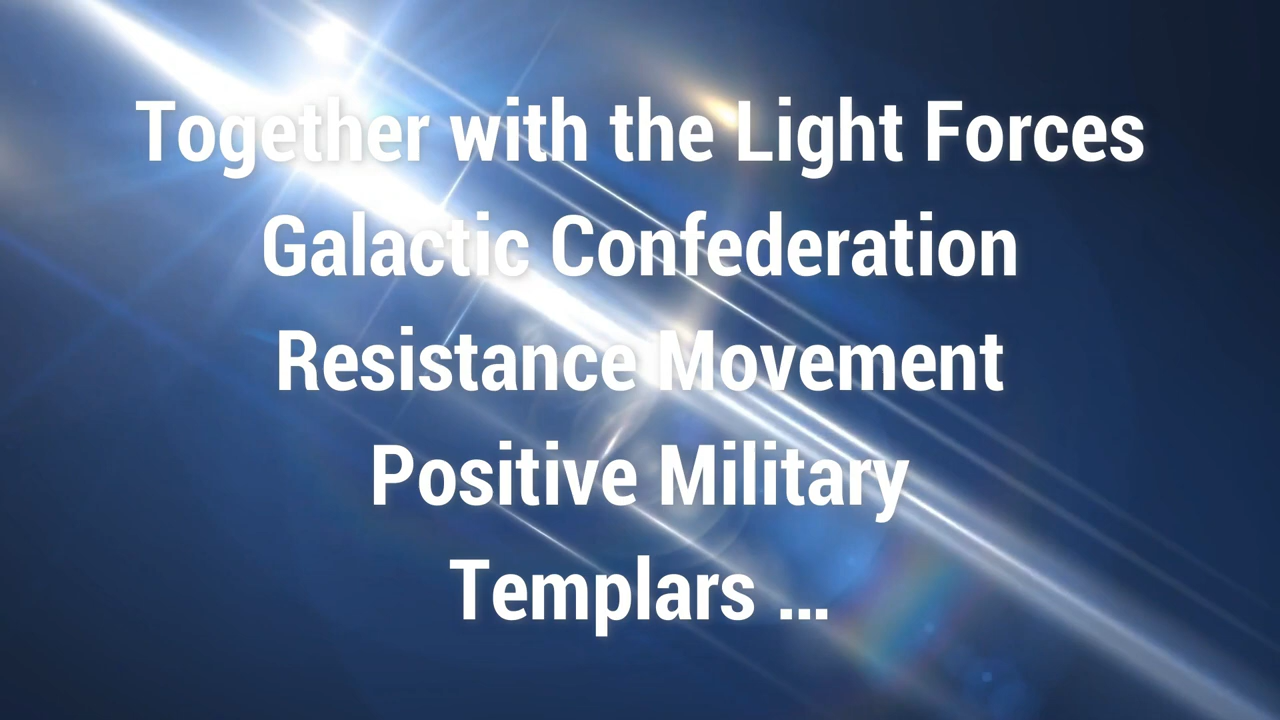 Together with the Light Forces
Galactic Confederation
Resistance Movement
Positive Military
Templars ...